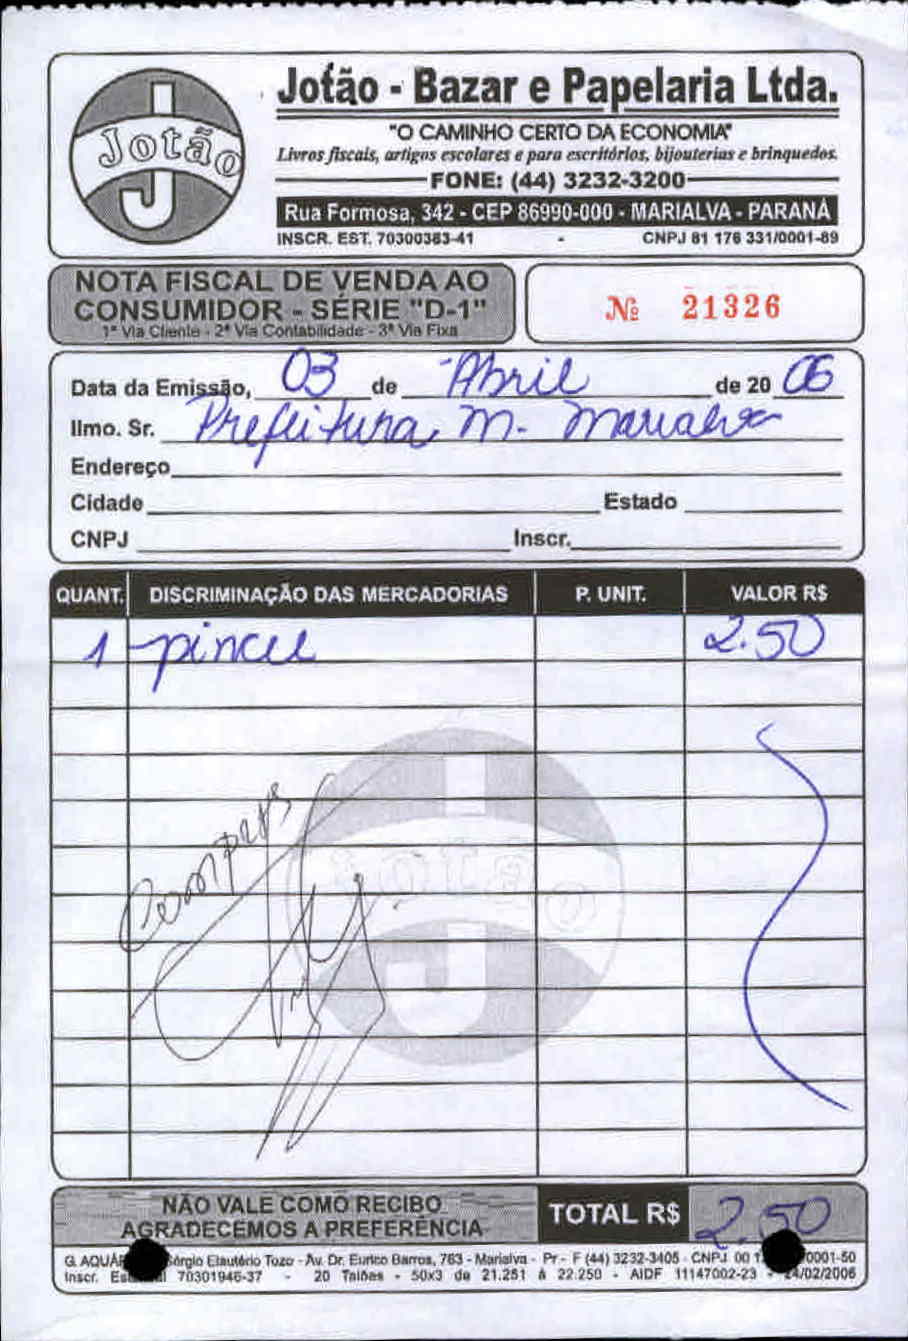 Jotão
Jotão - Bazar e Papelaria Ltda.
"O CAMINHO CERTO DA ECONOMIA"
Livros fiscais, artigos escolares e para escritórios, bijouterias e brinquedos.
FONE: (44) 3232-3200
Rua Formosa, 342 - CEP 86990-000 - MARIALVA - PARANÁ
INSCR. EST. 70300383-41 - CNPJ 81 176 331/0001-89
NOTA FISCAL DE VENDA AO
CONSUMIDOR - SÉRIE "D-1"
1ª Via Cliente - 2ª Via Contabilidade - 3ª Via Fixa
Nº 21326
Data da Emissão, 03 de Abril de 20 06
Ilmo. Sr. Prefeitura M. Marialva
Endereço
Cidade Estado
CNPJ Inscr.
QUANT. DISCRIMINAÇÃO DAS MERCADORIAS P. UNIT. VALOR R$
1 pincel 2.50
Jotão
NÃO VALE COMO RECIBO
AGRADECEMOS A PREFERÊNCIA
TOTAL R$ 2.50
G. Sérgio Elautério Tozo - Av. Dr. Eurico Barros, 763 - Marialva - Pr - F (44) 3232-3405 - CNPJ 0001-50
Inscr. 70301946-37 - 20 Talões - 50x3 de 21.251 à 22.250 - AIDF 11147002-23 - /02/2006